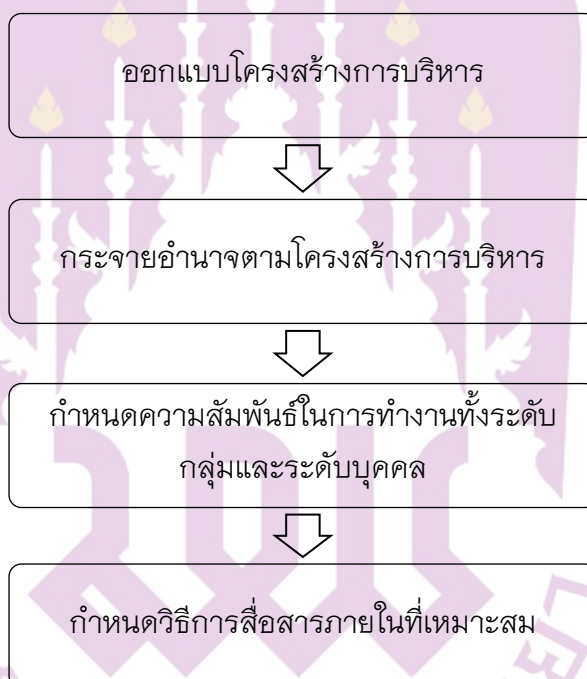 ออกแบบโครงสร้างการบริหาร
กระจายอำนาจตามโครงสร้างการบริหาร
กำหนดความสัมพันธ์ในการทำงานทั้งระดับ
กลุ่มและระดับบุคคล
กำหนดวิธีการสื่อสารภายในที่เหมาะสม